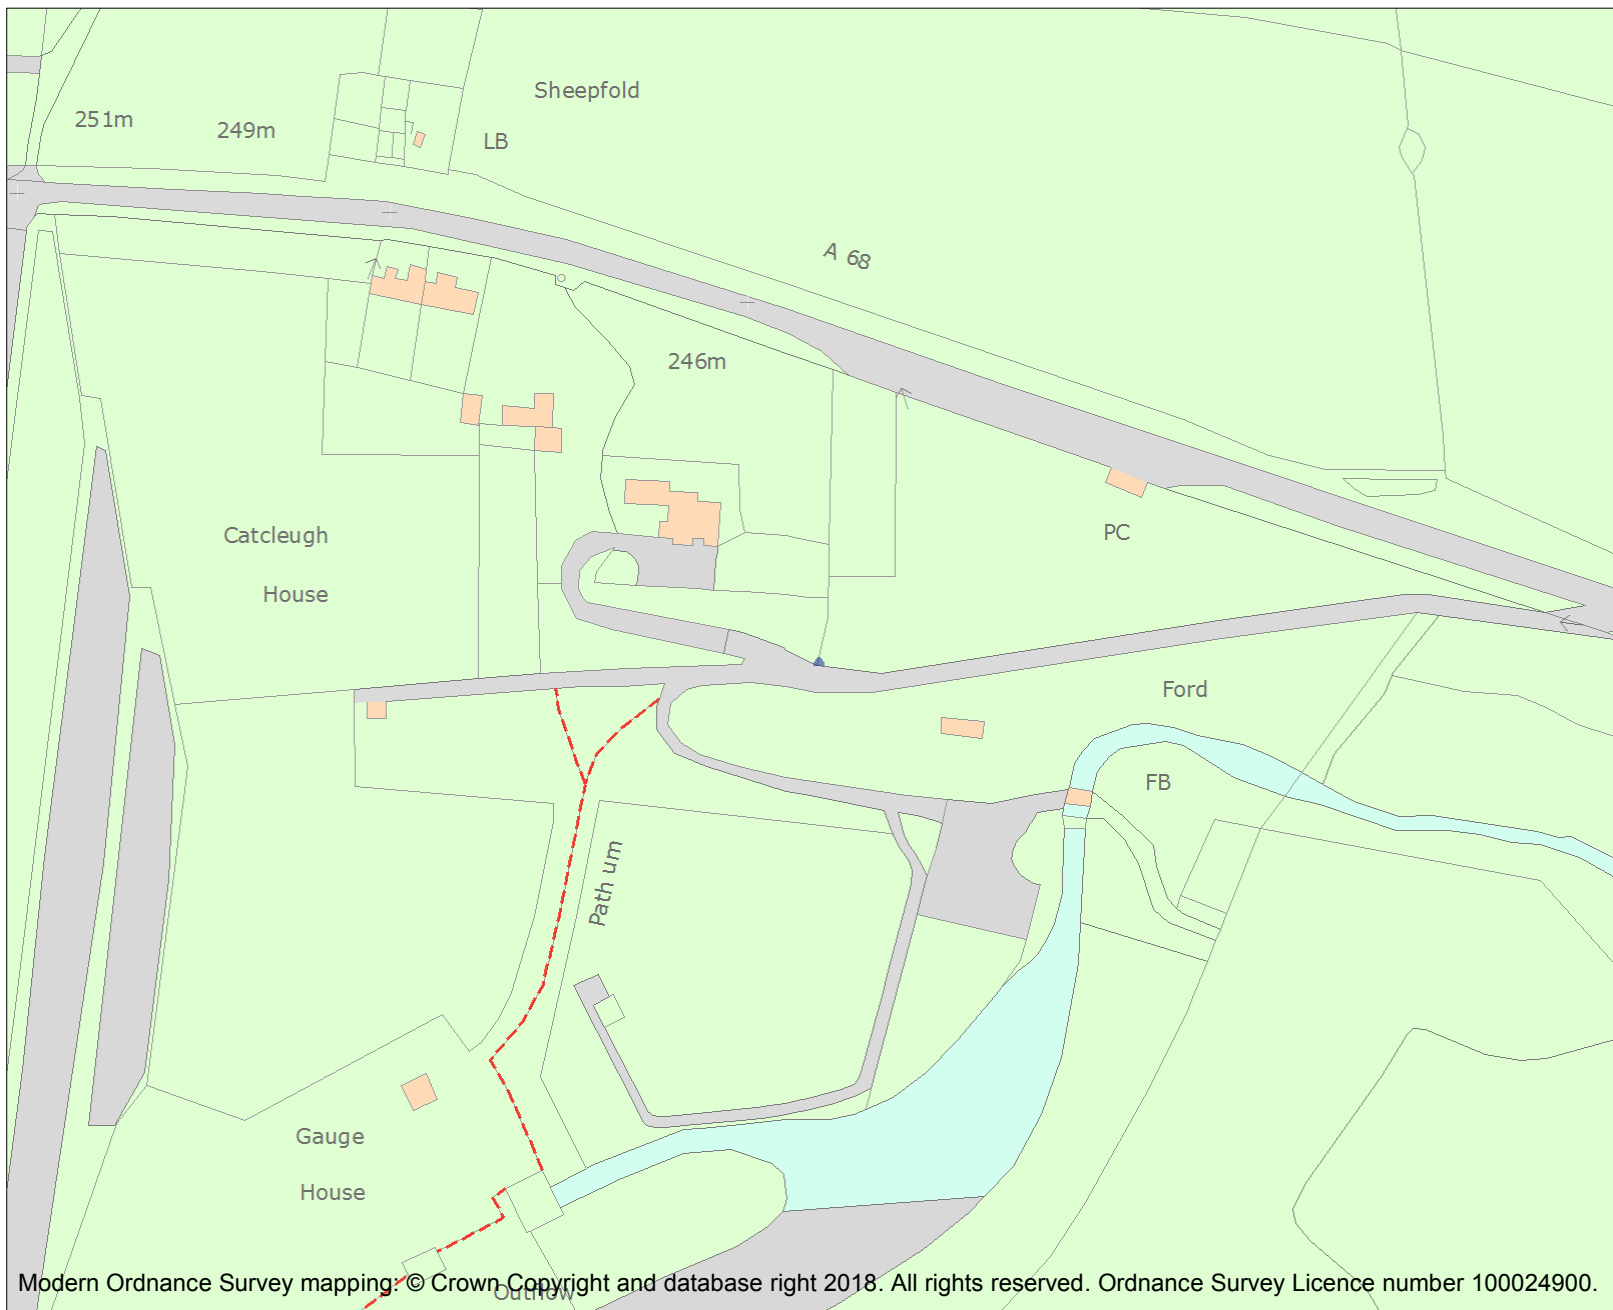 Sheepfold
251m
249m
LB
A 68
246m
Catcleugh
House
PC
Ford
FB
Path um
Gauge
House
Outflow
Modern Ordnance Survey mapping: © Crown Copyright and database right 2018. All rights reserved. Ordnance Survey Licence number 100024900.